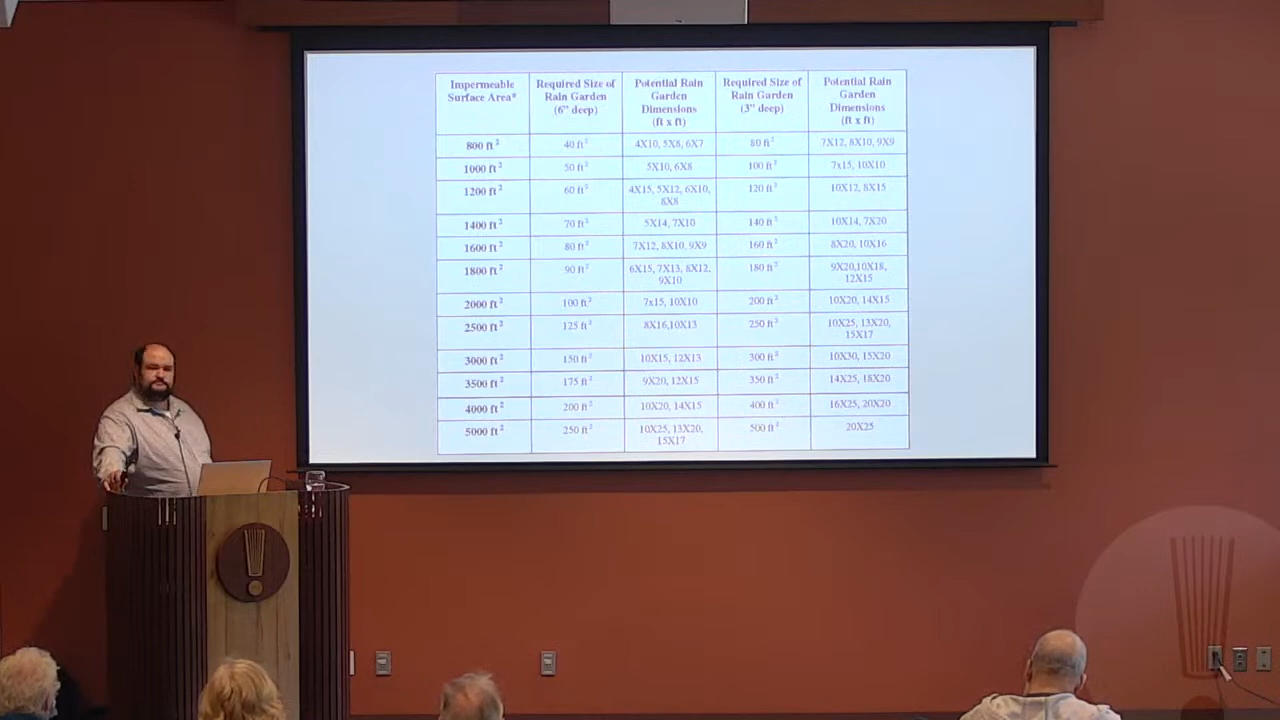 Impermeable Surface Area* Required Size of Rain Garden (6" deep) Potential Rain Garden Dimensions (ft x ft) Required Size of Rain Garden (3" deep) Potential Rain Garden Dimensions (ft x ft)
800 ft² 40 ft² 4X10, 5X8, 6X7 80 ft² 7X12, 8X10, 9X9
1000 ft² 50 ft² 5X10, 6X8 100 ft² 7x15, 10X10
1200 ft² 60 ft² 4X15, 5X12, 6X10, 8X8 120 ft² 10X12, 8X15
1400 ft² 70 ft² 5X14, 7X10 140 ft² 10X14, 7X20
1600 ft² 80 ft² 7X12, 8X10, 9X9 160 ft² 8X20, 10X16
1800 ft² 90 ft² 6X15, 7X13, 8X12, 9X10 180 ft² 9X20,10X18, 12X15
2000 ft² 100 ft² 7x15, 10X10 200 ft² 10X20, 14X15
2500 ft² 125 ft² 8X16,10X13 250 ft² 10X25, 13X20, 15X17
3000 ft² 150 ft² 10X15, 12X13 300 ft² 10X30, 15X20
3500 ft² 175 ft² 9X20, 12X15 350 ft² 14X25, 18X20
4000 ft² 200 ft² 10X20, 14X15 400 ft² 16X25, 20X20
5000 ft² 250 ft² 10X25, 13X20, 15X17 500 ft² 20X25